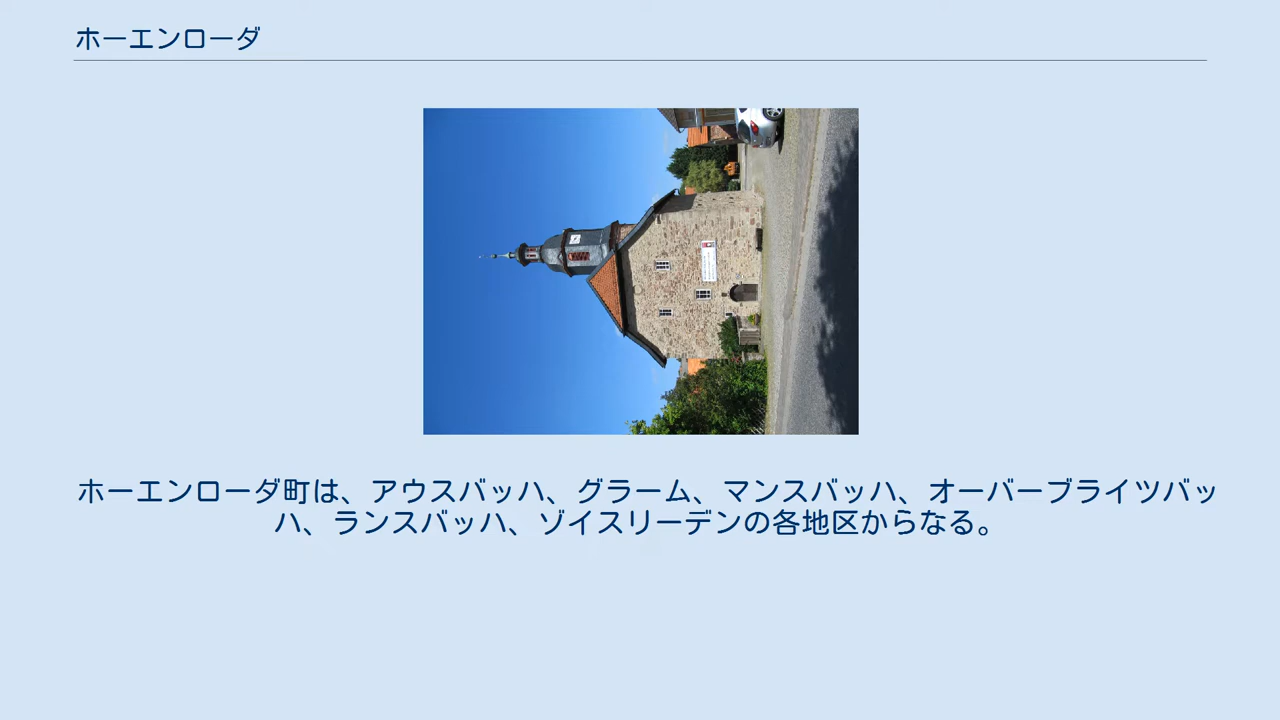 ホーエンローダ
ホーエンローダ町は、アウスバッハ、グラーム、マンスバッハ、オーバーブライツバッ
ハ、ランスバッハ、ゾイスリーデンの各地区からなる。